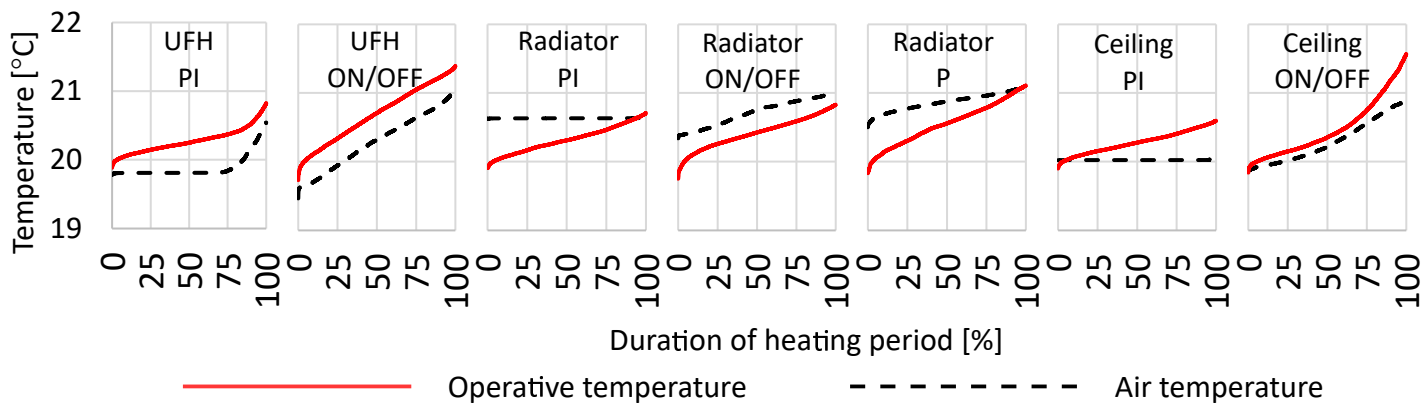 Temperature [°C]
22
21
20
19
UFH
PI
UFH
ON/OFF
Radiator
PI
Radiator
ON/OFF
Radiator
P
Ceiling
PI
Ceiling
ON/OFF
0 25 50 75 100
0 25 50 75 100
0 25 50 75 100
0 25 50 75 100
0 25 50 75 100
0 25 50 75 100
0 25 50 75 100
Duration of heating period [%]
Operative temperature
Air temperature